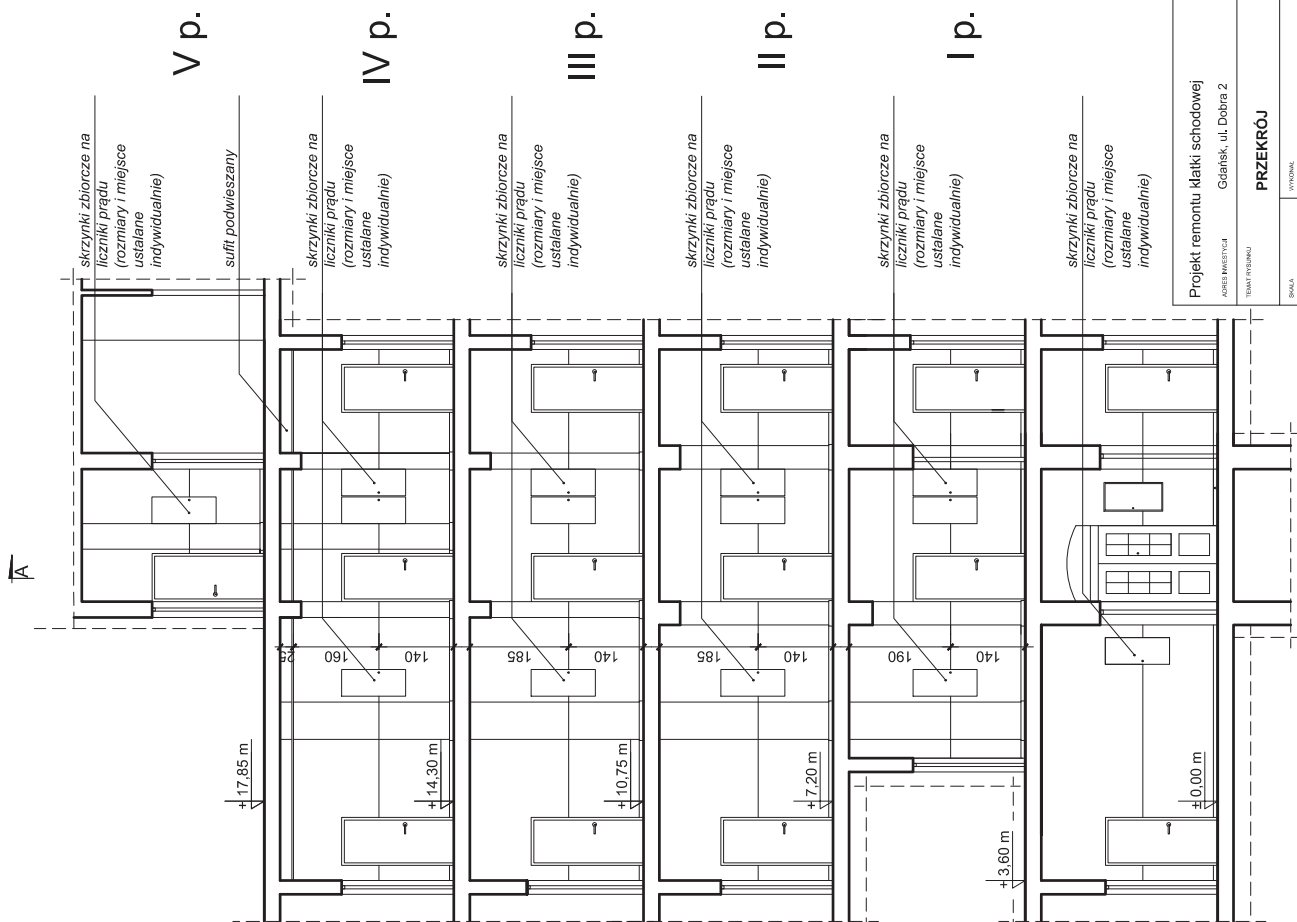 V p.
IV p.
III p.
II p.
I p.
skrzynki zbiorcze na
liczniki prądu
(rozmiary i miejsce
ustalane
indywidualnie)
sufit podwieszany
skrzynki zbiorcze na
liczniki prądu
(rozmiary i miejsce
ustalane
indywidualnie)
skrzynki zbiorcze na
liczniki prądu
(rozmiary i miejsce
ustalane
indywidualnie)
skrzynki zbiorcze na
liczniki prądu
(rozmiary i miejsce
ustalane
indywidualnie)
skrzynki zbiorcze na
liczniki prądu
(rozmiary i miejsce
ustalane
indywidualnie)
skrzynki zbiorcze na
liczniki prądu
(rozmiary i miejsce
ustalane
indywidualnie)
A
25
160
140
185
140
185
140
190
140
+ 17,85 m
+ 14,30 m
+ 10,75 m
+ 7,20 m
+ 3,60 m
± 0,00 m
Projekt remontu klatki schodowej
ADRES INWESTYCJI
Gdańsk, ul. Dobra 2
TEMAT RYSUNKU
PRZEKRÓJ
SKALA
WYKONAŁ